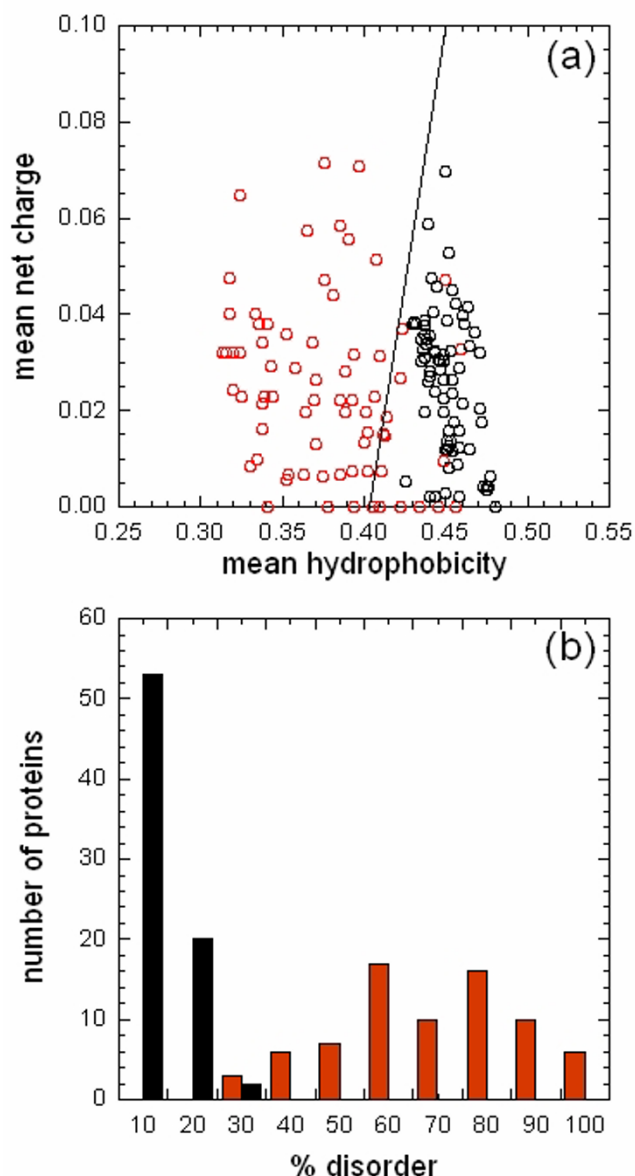 (a)
mean net charge
0.10
0.08
0.06
0.04
0.02
0.00
0.25 0.30 0.35 0.40 0.45 0.50 0.55
mean hydrophobicity
(b)
number of proteins
60
50
40
30
20
10
0
10 20 30 40 50 60 70 80 90 100
% disorder